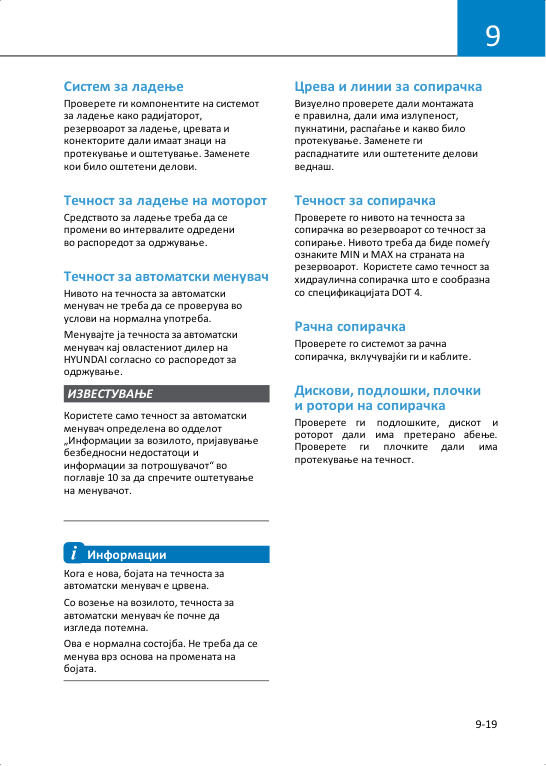 9
Систем за ладење
Проверете ги компонентите на системот
за ладење како радијаторот,
резервоарот за ладење, цревата и
конекторите дали имаат знаци на
протекување и оштетување. Заменете
кои било оштетени делови.
Течност за ладење на моторот
Средството за ладење треба да се
промени во интервалите одредени
во распоредот за одржување.
Течност за автоматски менувач
Нивото на течноста за автоматски
менувач не треба да се проверува во
услови на нормална употреба.
Менувајте ја течноста за автоматски
менувач кај овластениот дилер на
HYUNDAI согласно со распоредот за
одржување.
ИЗВЕСТУВАЊЕ
Користете само течност за автоматски
менувач определена во одделот
„Информации за возилото, пријавување
безбедносни недостатоци и
информации за потрошувачот“ во
поглавје 10 за да спречите оштетување
на менувачот.
i Информации
Кога е нова, бојата на течноста за
автоматски менувач е црвена.
Со возење на возилото, течноста за
автоматски менувач ќе почне да
изгледа потемна.
Ова е нормална состојба. Не треба да се
менува врз основа на промената на
бојата.
Црева и линии за сопирачка
Визуелно проверете дали монтажата
е правилна, дали има излупеност,
пукнатини, распаѓање и какво било
протекување. Заменете ги
распаднатите или оштетените делови
веднаш.
Течност за сопирачка
Проверете го нивото на течноста за
сопирачка во резервоарот со течност за
сопирање. Нивото треба да биде помеѓу
ознаките MIN и MAX на страната на
резервоарот. Користете само течност за
хидраулична сопирачка што е сообразна
со спецификацијата DOT 4.
Рачна сопирачка
Проверете го системот за рачна
сопирачка, вклучувајќи ги и каблите.
Дискови, подлошки, плочки
и ротори на сопирачка
Проверете ги подлошките, дискот и
роторот дали има претерано абење.
Проверете ги плочките дали има
протекување на течност.
9-19